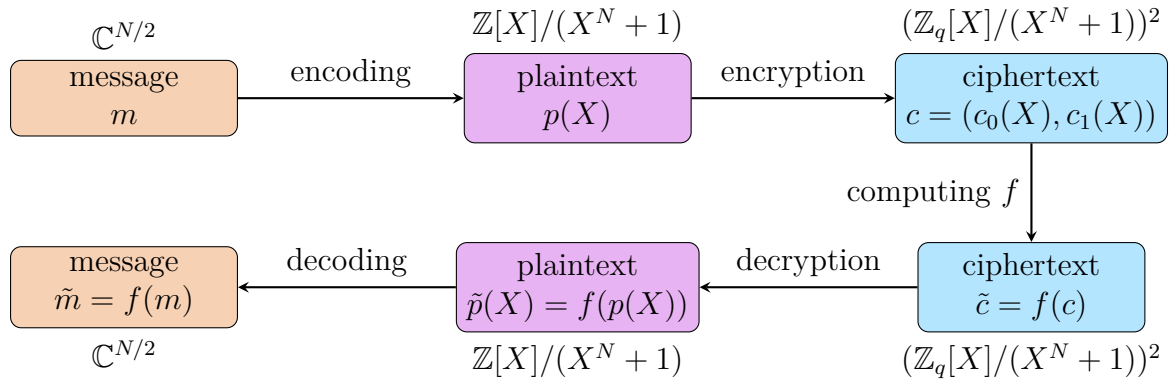 ℂ^{N/2}
message
m
encoding
ℤ[X]/(X^N + 1)
plaintext
p(X)
encryption
(ℤ_q[X]/(X^N + 1))^2
ciphertext
c = (c_0(X), c_1(X))
computing f
ciphertext
c̃ = f(c)
(ℤ_q[X]/(X^N + 1))^2
decryption
plaintext
p̃(X) = f(p(X))
ℤ[X]/(X^N + 1)
decoding
message
m̃ = f(m)
ℂ^{N/2}